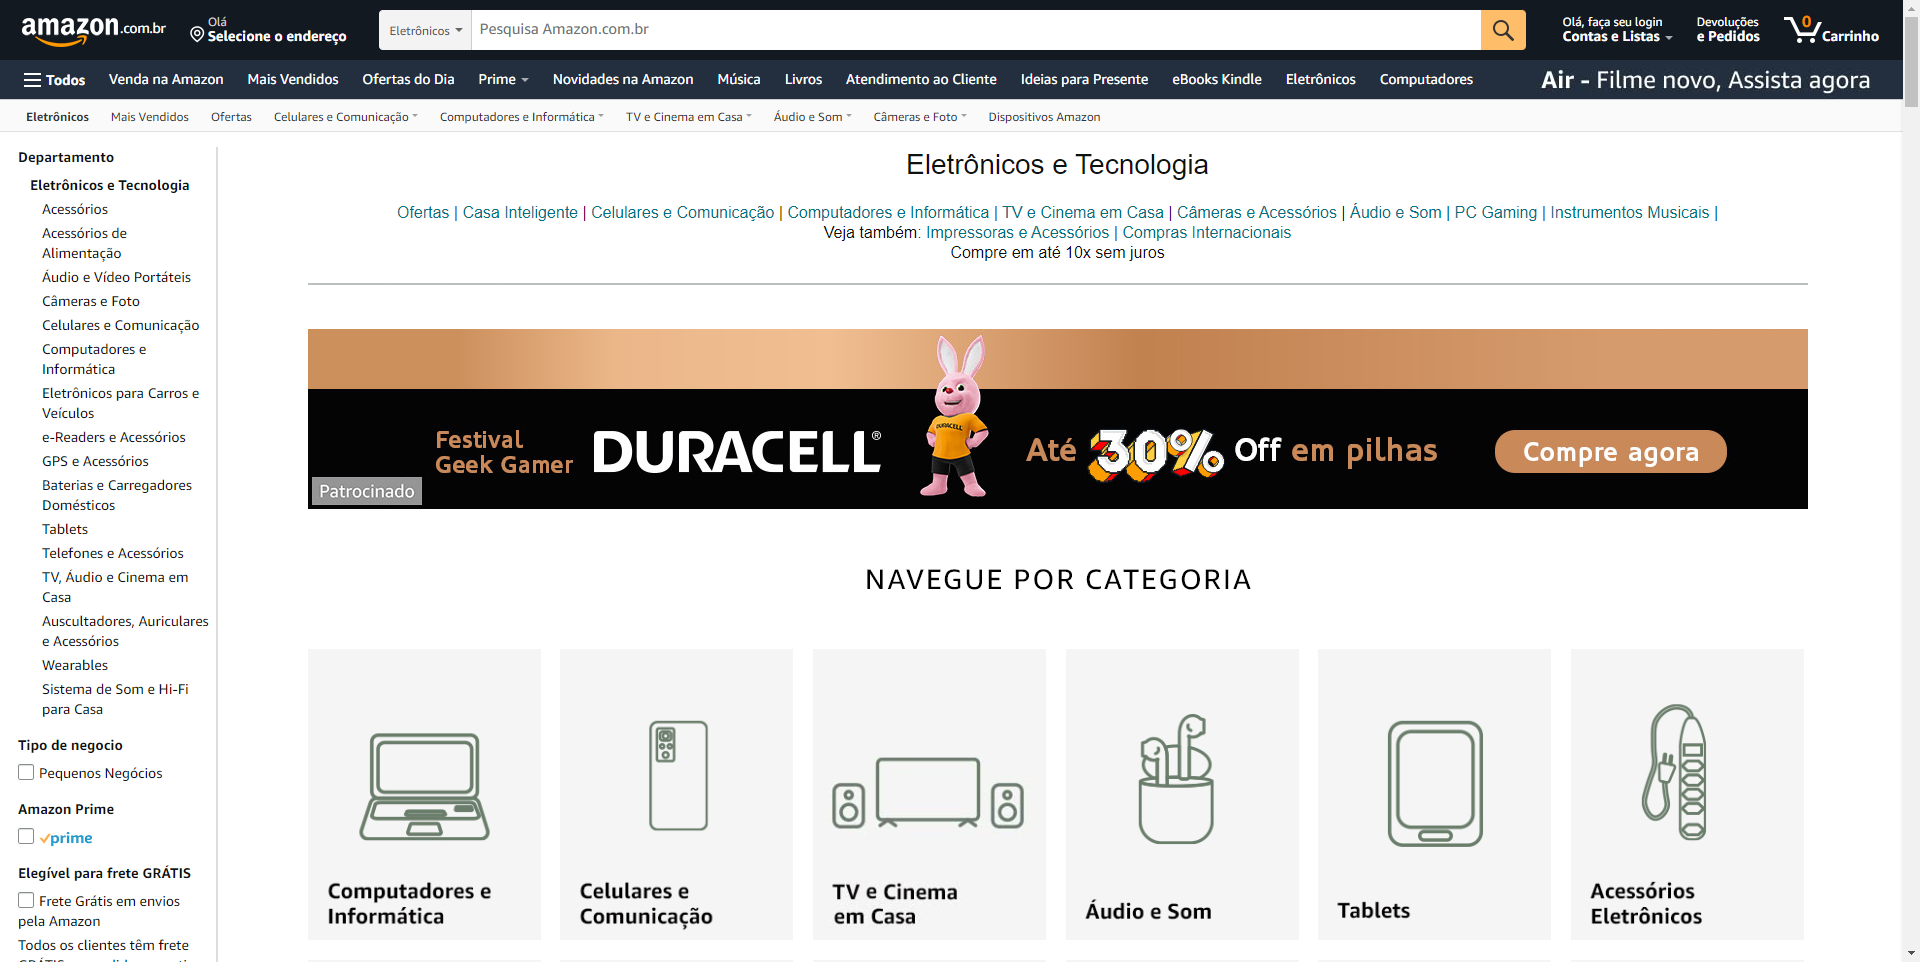 amazon.com.br
Olá
Selecione o endereço
Eletrônicos
Pesquisa Amazon.com.br
Olá, faça seu login
Contas e Listas
Devoluções
e Pedidos
0
Carrinho
Todos
Venda na Amazon
Mais Vendidos
Ofertas do Dia
Prime
Novidades na Amazon
Música
Livros
Atendimento ao Cliente
Ideias para Presente
eBooks Kindle
Eletrônicos
Computadores
Air - Filme novo, Assista agora
Eletrônicos
Mais Vendidos
Ofertas
Celulares e Comunicação
Computadores e Informática
TV e Cinema em Casa
Áudio e Som
Câmeras e Foto
Dispositivos Amazon
Departamento
Eletrônicos e Tecnologia
Acessórios
Acessórios de
Alimentação
Áudio e Vídeo Portáteis
Câmeras e Foto
Celulares e Comunicação
Computadores e
Informática
Eletrônicos para Carros e
Veículos
e-Readers e Acessórios
GPS e Acessórios
Baterias e Carregadores
Domésticos
Tablets
Telefones e Acessórios
TV, Áudio e Cinema em
Casa
Auscultadores, Auriculares
e Acessórios
Wearables
Sistema de Som e Hi-Fi
para Casa
Tipo de negocio
Pequenos Negócios
Amazon Prime
prime
Elegível para frete GRÁTIS
Frete Grátis em envios
pela Amazon
Todos os clientes têm frete
Eletrônicos e Tecnologia
Ofertas | Casa Inteligente | Celulares e Comunicação | Computadores e Informática | TV e Cinema em Casa | Câmeras e Acessórios | Áudio e Som | PC Gaming | Instrumentos Musicais |
Veja também: Impressoras e Acessórios | Compras Internacionais
Compre em até 10x sem juros
Festival
Geek Gamer
DURACELL®
DURACELL
Até 30% Off em pilhas
Compre agora
Patrocinado
NAVEGUE POR CATEGORIA
Computadores e
Informática
Celulares e
Comunicação
TV e Cinema
em Casa
Áudio e Som
Tablets
Acessórios
Eletrônicos